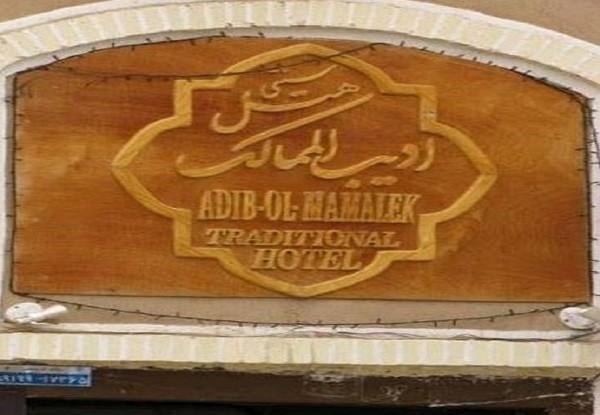 هتل سنتی
ادیب الممالک
ADIB-OL-MAMALEK
TRADITIONAL
HOTEL